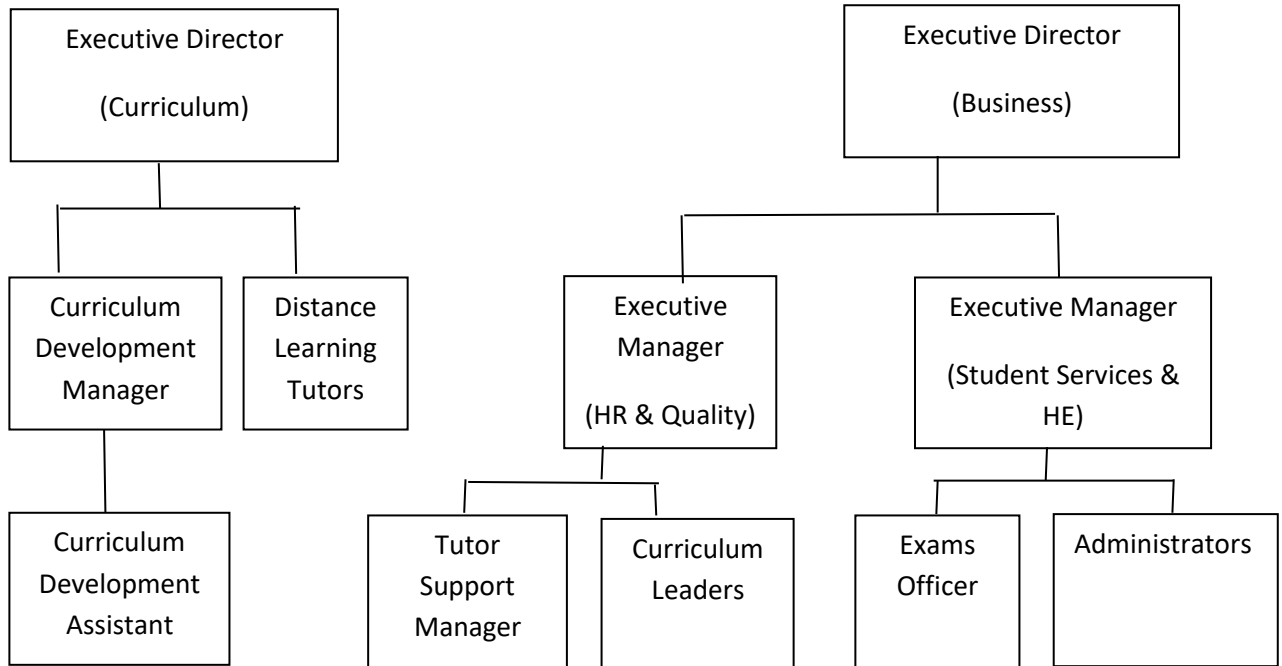 Executive Director
(Curriculum)
Executive Director
(Business)
Curriculum
Development
Manager
Distance
Learning
Tutors
Executive
Manager
(HR & Quality)
Executive Manager
(Student Services &
HE)
Curriculum
Development
Assistant
Tutor
Support
Manager
Curriculum
Leaders
Exams
Officer
Administrators